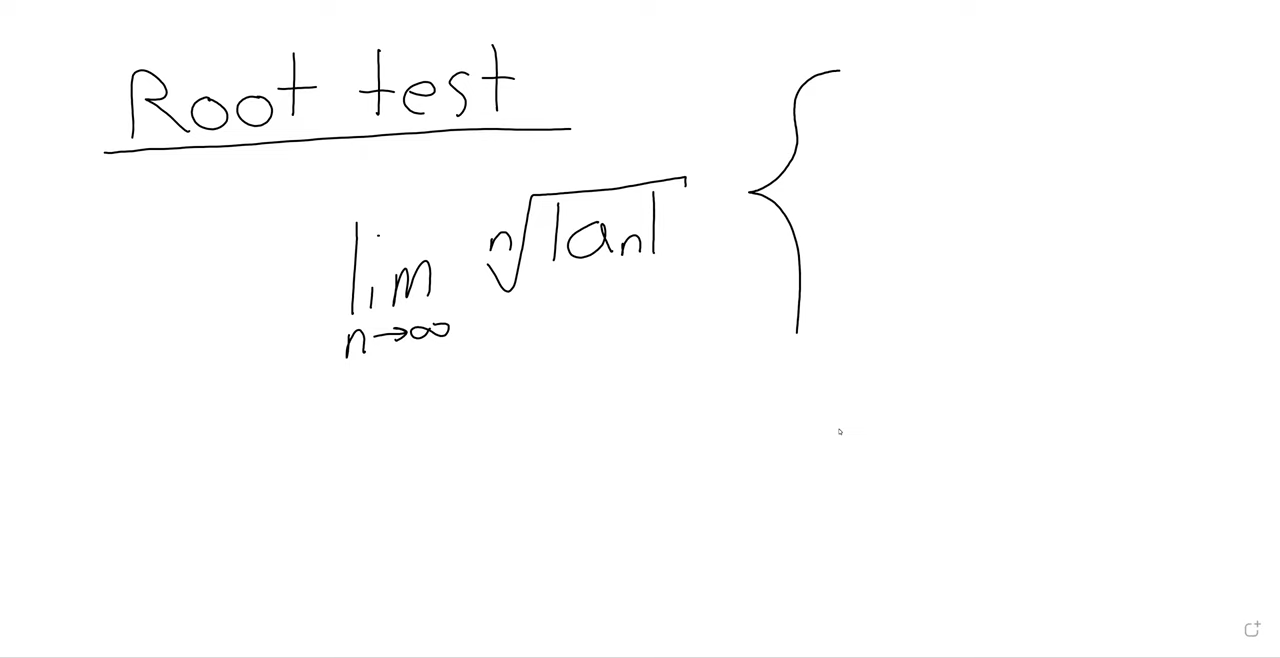 Root test
lim n→∞ ⁿ√|an| {